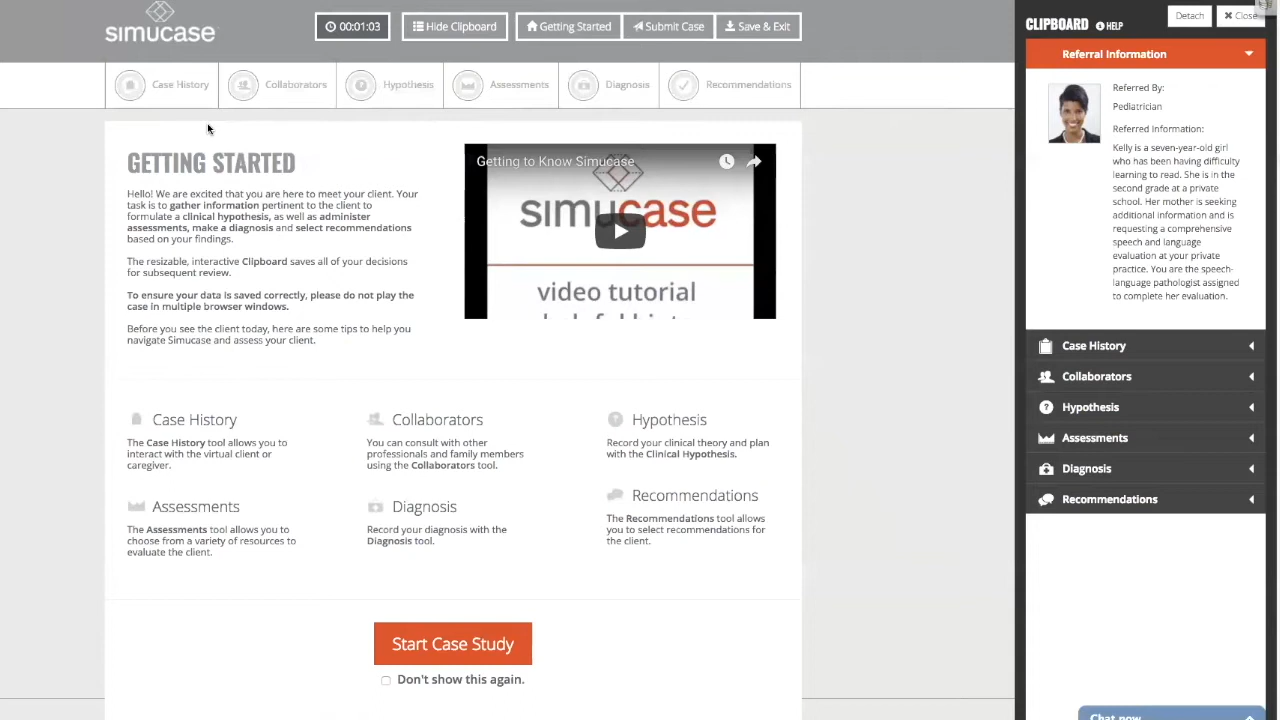 simucase
00:01:03
Hide Clipboard
Getting Started
Submit Case
Save & Exit
Case History
Collaborators
Hypothesis
Assessments
Diagnosis
Recommendations
GETTING STARTED
Hello! We are excited that you are here to meet your client. Your
task is to gather information pertinent to the client to
formulate a clinical hypothesis, as well as administer
assessments, make a diagnosis and select recommendations
based on your findings.
The resizable, interactive Clipboard saves all of your decisions
for subsequent review.
To ensure your data is saved correctly, please do not play the
case in multiple browser windows.
Before you see the client today, here are some tips to help you
navigate Simucase and assess your client.
Getting to Know Simucase
simucase
video tutorial
Case History
The Case History tool allows you to
interact with the virtual client or
caregiver.
Collaborators
You can consult with other
professionals and family members
using the Collaborators tool.
Hypothesis
Record your clinical theory and plan
with the Clinical Hypothesis.
Assessments
The Assessments tool allows you to
choose from a variety of resources to
evaluate the client.
Diagnosis
Record your diagnosis with the
Diagnosis tool.
Recommendations
The Recommendations tool allows
you to select recommendations for
the client.
Start Case Study
Don't show this again.
CLIPBOARD
HELP
Detach
Close
Referral Information
Referred By:
Pediatrician
Referred Information:
Kelly is a seven-year-old girl
who has been having difficulty
learning to read. She is in the
second grade at a private
school. Her mother is seeking
additional information and is
requesting a comprehensive
speech and language
evaluation at your private
practice. You are the speech-
language pathologist assigned
to complete her evaluation.
Case History
Collaborators
Hypothesis
Assessments
Diagnosis
Recommendations
Chat now